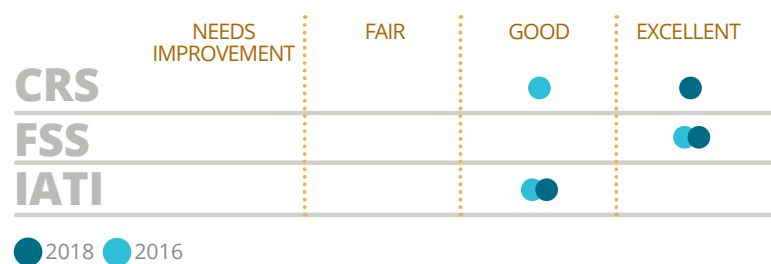 NEEDS
IMPROVEMENT
FAIR
GOOD
EXCELLENT
CRS
FSS
IATI
2018
2016